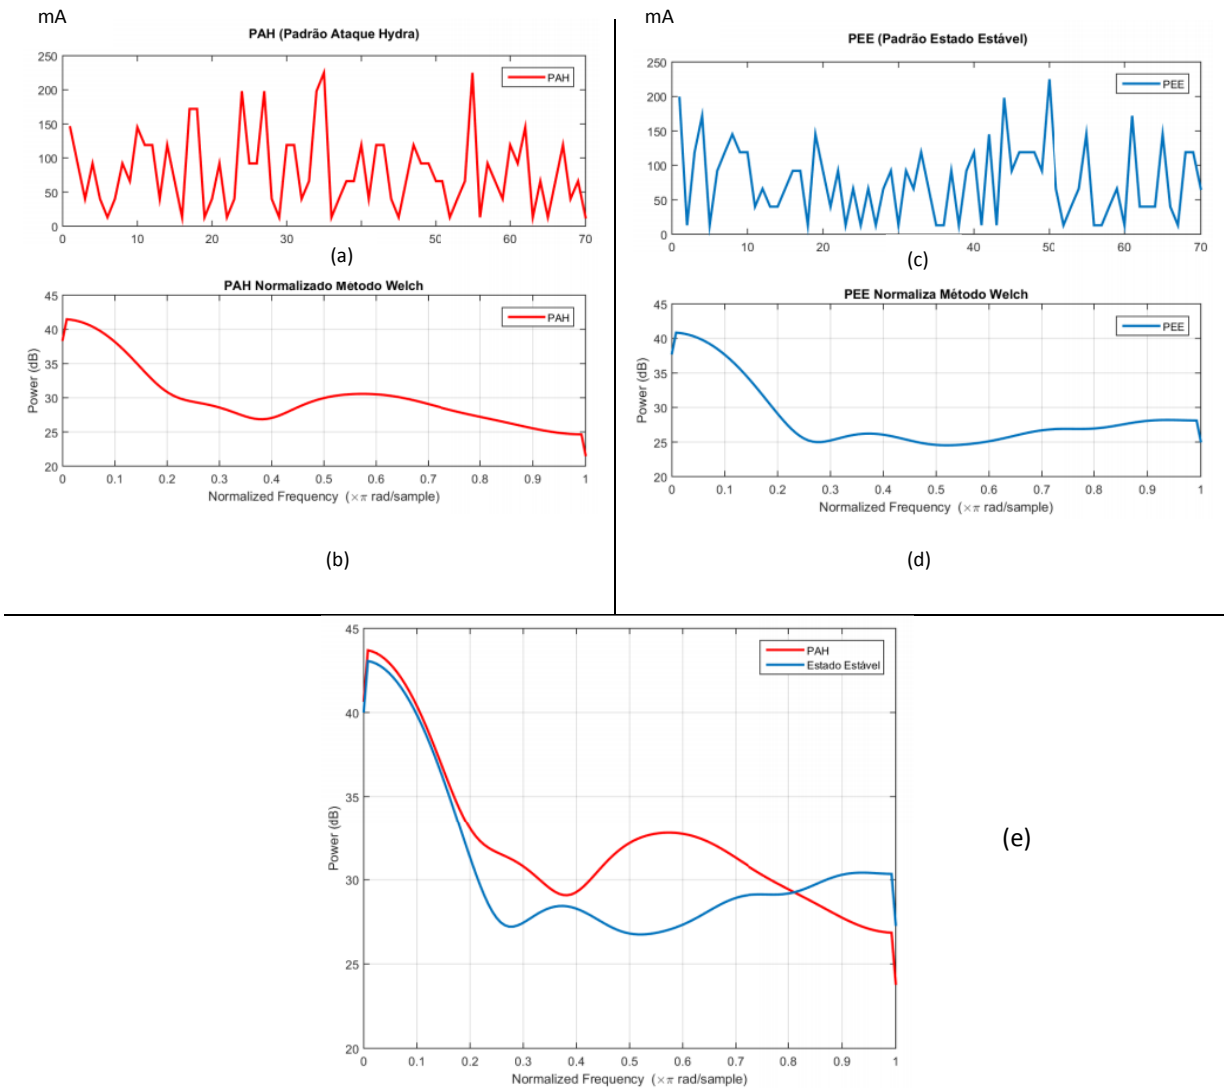 mA
PAH (Padrão Ataque Hydra)
250
200
150
100
50
0
PAH
0 10 20 30 50 60 70
(a)
PAH Normalizado Metodo Welch
45
40
35
30
25
20
Power (dB)
PAH
0 0.1 0.2 0.3 0.4 0.5 0.6 0.7 0.8 0.9 1
Normalized Frequency (×π rad/sample)
(b)
mA
PEE (Padrão Estado Estável)
250
200
150
100
50
0
PEE
0 10 20 30 40 50 60 70
(c)
PEE Normaliza Método Welch
45
40
35
30
25
20
Power (dB)
PEE
0 0.1 0.2 0.3 0.4 0.5 0.6 0.7 0.8 0.9 1
Normalized Frequency (×π rad/sample)
(d)
45
40
35
30
25
20
Power (dB)
PAH
Estado Estável
0 0.1 0.2 0.3 0.4 0.5 0.6 0.7 0.8 0.9 1
Normalized Frequency (×π rad/sample)
(e)